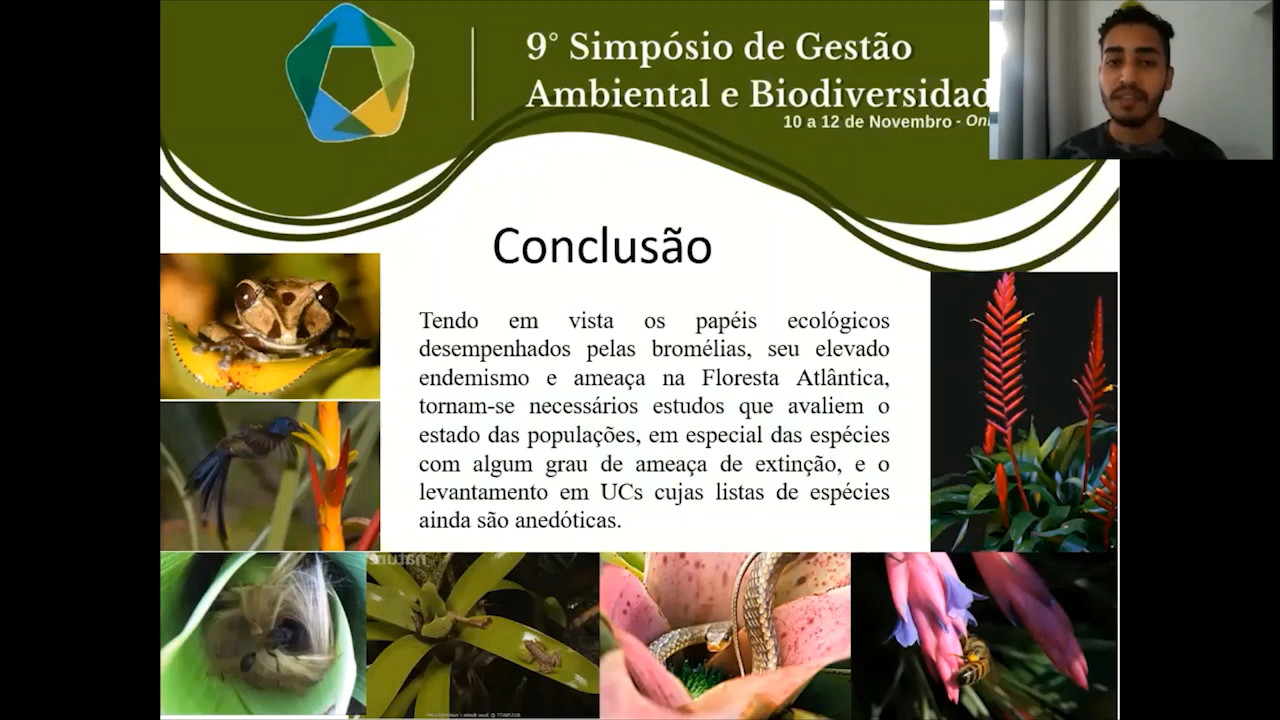 9° Simpósio de Gestão
Ambiental e Biodiversidad
10 a 12 de Novembro - On
Conclusão
Tendo em vista os papéis ecológicos
desempenhados pelas bromélias, seu elevado
endemismo e ameaça na Floresta Atlântica,
tornam-se necessários estudos que avaliem o
estado das populações, em especial das espécies
com algum grau de ameaça de extinção, e o
levantamento em UCs cujas listas de espécies
ainda são anedóticas.
nature